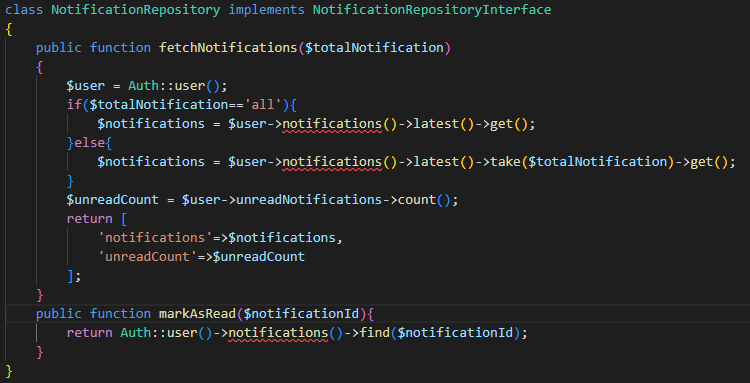 class NotificationRepository implements NotificationRepositoryInterface
{
    public function fetchNotifications($totalNotification)
    {
        $user = Auth::user();
        if($totalNotification=='all'){
            $notifications = $user->notifications()->latest()->get();
        }else{
            $notifications = $user->notifications()->latest()->take($totalNotification)->get();
        }
        $unreadCount = $user->unreadNotifications->count();
        return [
            'notifications'=>$notifications,
            'unreadCount'=>$unreadCount
        ];
    }
    public function markAsRead($notificationId){
        return Auth::user()->notifications()->find($notificationId);
    }
}